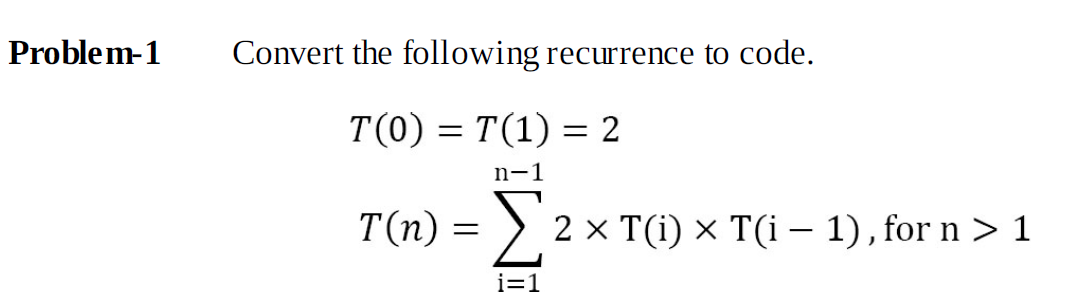 Problem-1 Convert the following recurrence to code.
T(0) = T(1) = 2
n−1
T(n) = ∑ 2 × T(i) × T(i − 1) , for n > 1
i=1